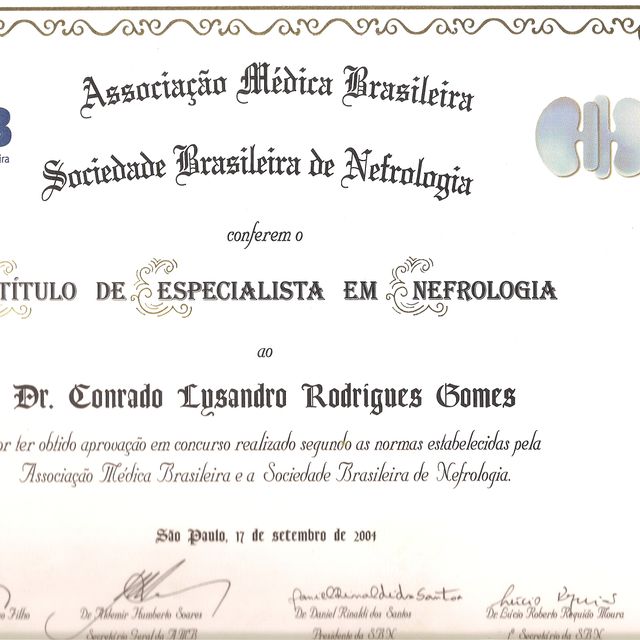 B
ira
Associação Médica Brasileira
Sociedade Brasileira de Nefrologia
conferem o
TÍTULO DE ESPECIALISTA EM NEFROLOGIA
ao
Dr. Conrado Lysandro Rodrigues Gomes
or ter obtido aprovação em concurso realizado segundo as normas estabelecidas pela
Associação Médica Brasileira e a Sociedade Brasileira de Nefrologia.
São Paulo, 17 de setembro de 2004
Filho Dr. Aldemir Humberto Soares Dr. Daniel Rinaldi dos Santos Dr. Lúcio Roberto Requião Moura
Secretário Geral da AMB Presidente da SBN 1º Secretário da SBN